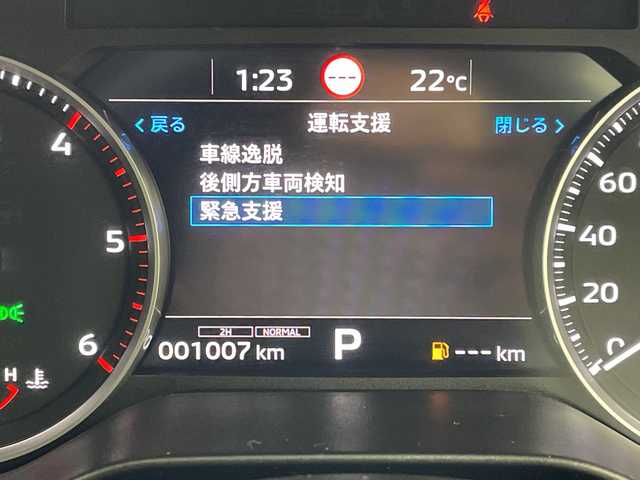 1:23 --- 22℃
戻る 運転支援 閉じる
車線逸脱
後側方車両検知
緊急支援
4
5
6
H
60
40
20
0
2H NORMAL
001007 km P --- km